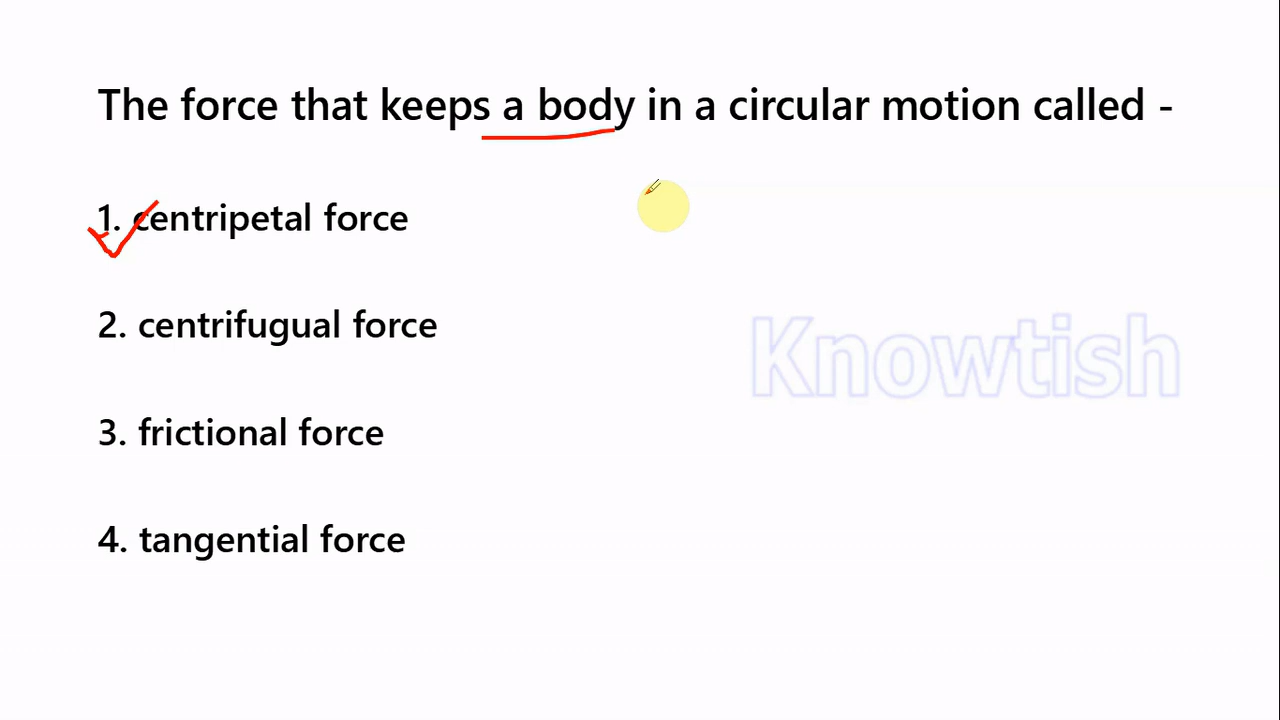 The force that keeps a body in a circular motion called -
1. centripetal force
2. centrifugual force
3. frictional force
4. tangential force
Knowtish